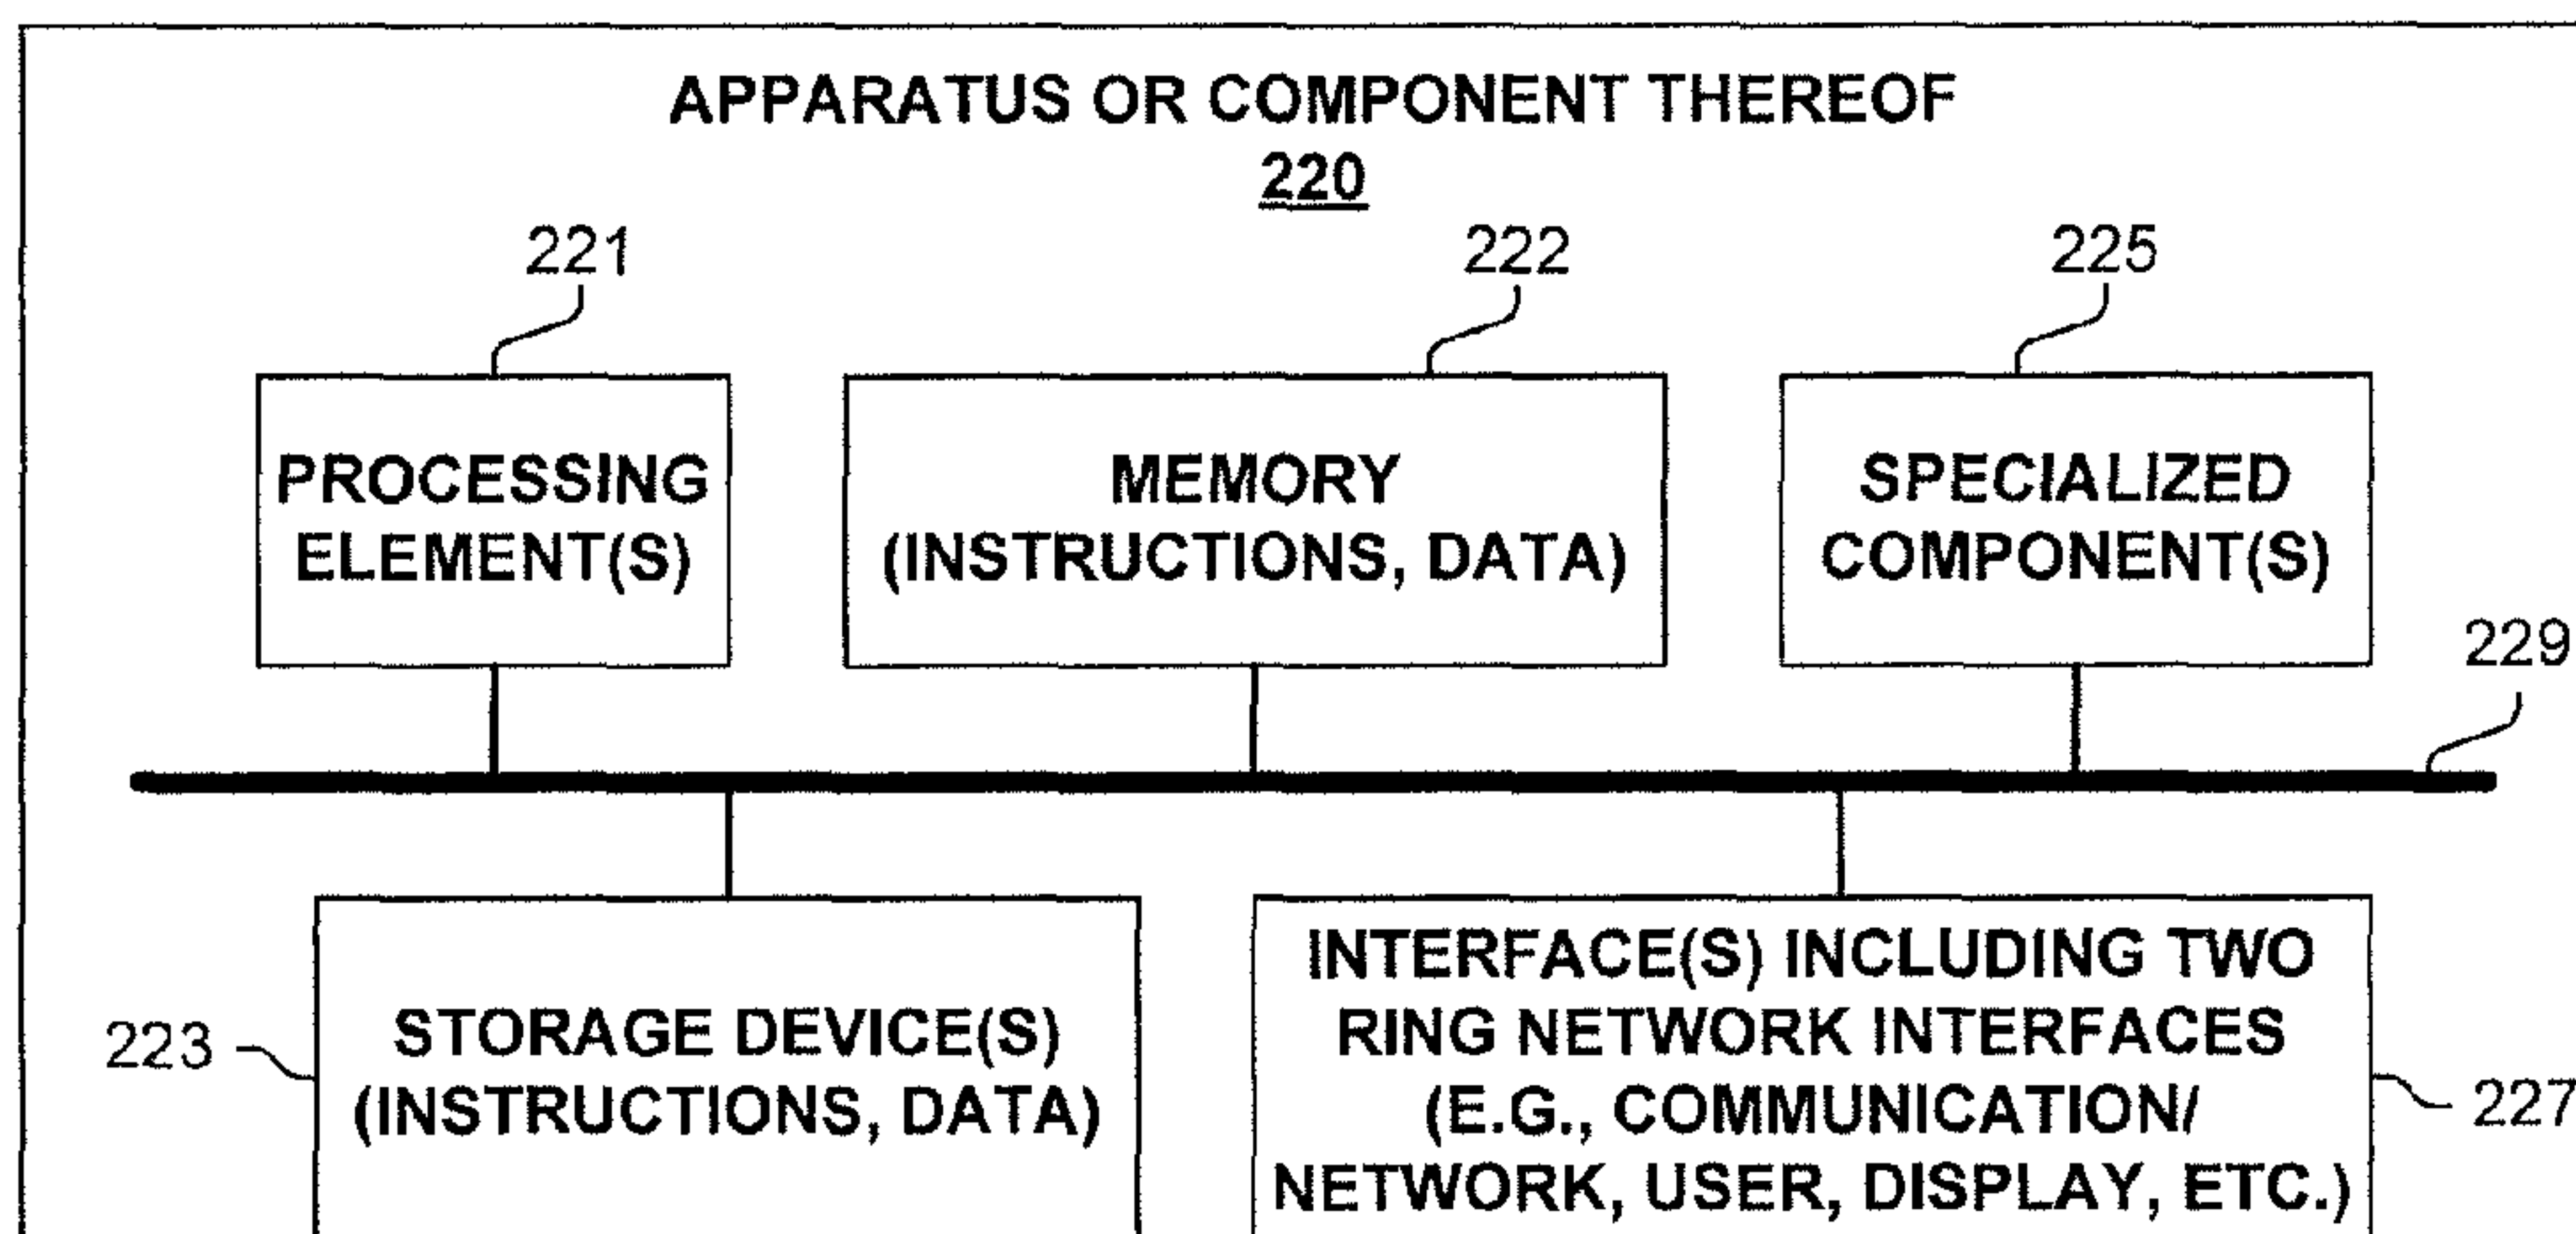 APPARATUS OR COMPONENT THEREOF
220
221
222
225
PROCESSING
ELEMENT(S)
MEMORY
(INSTRUCTIONS, DATA)
SPECIALIZED
COMPONENT(S)
229
223
STORAGE DEVICE(S)
(INSTRUCTIONS, DATA)
INTERFACE(S) INCLUDING TWO
RING NETWORK INTERFACES
(E.G., COMMUNICATION/
NETWORK, USER, DISPLAY, ETC.)
227